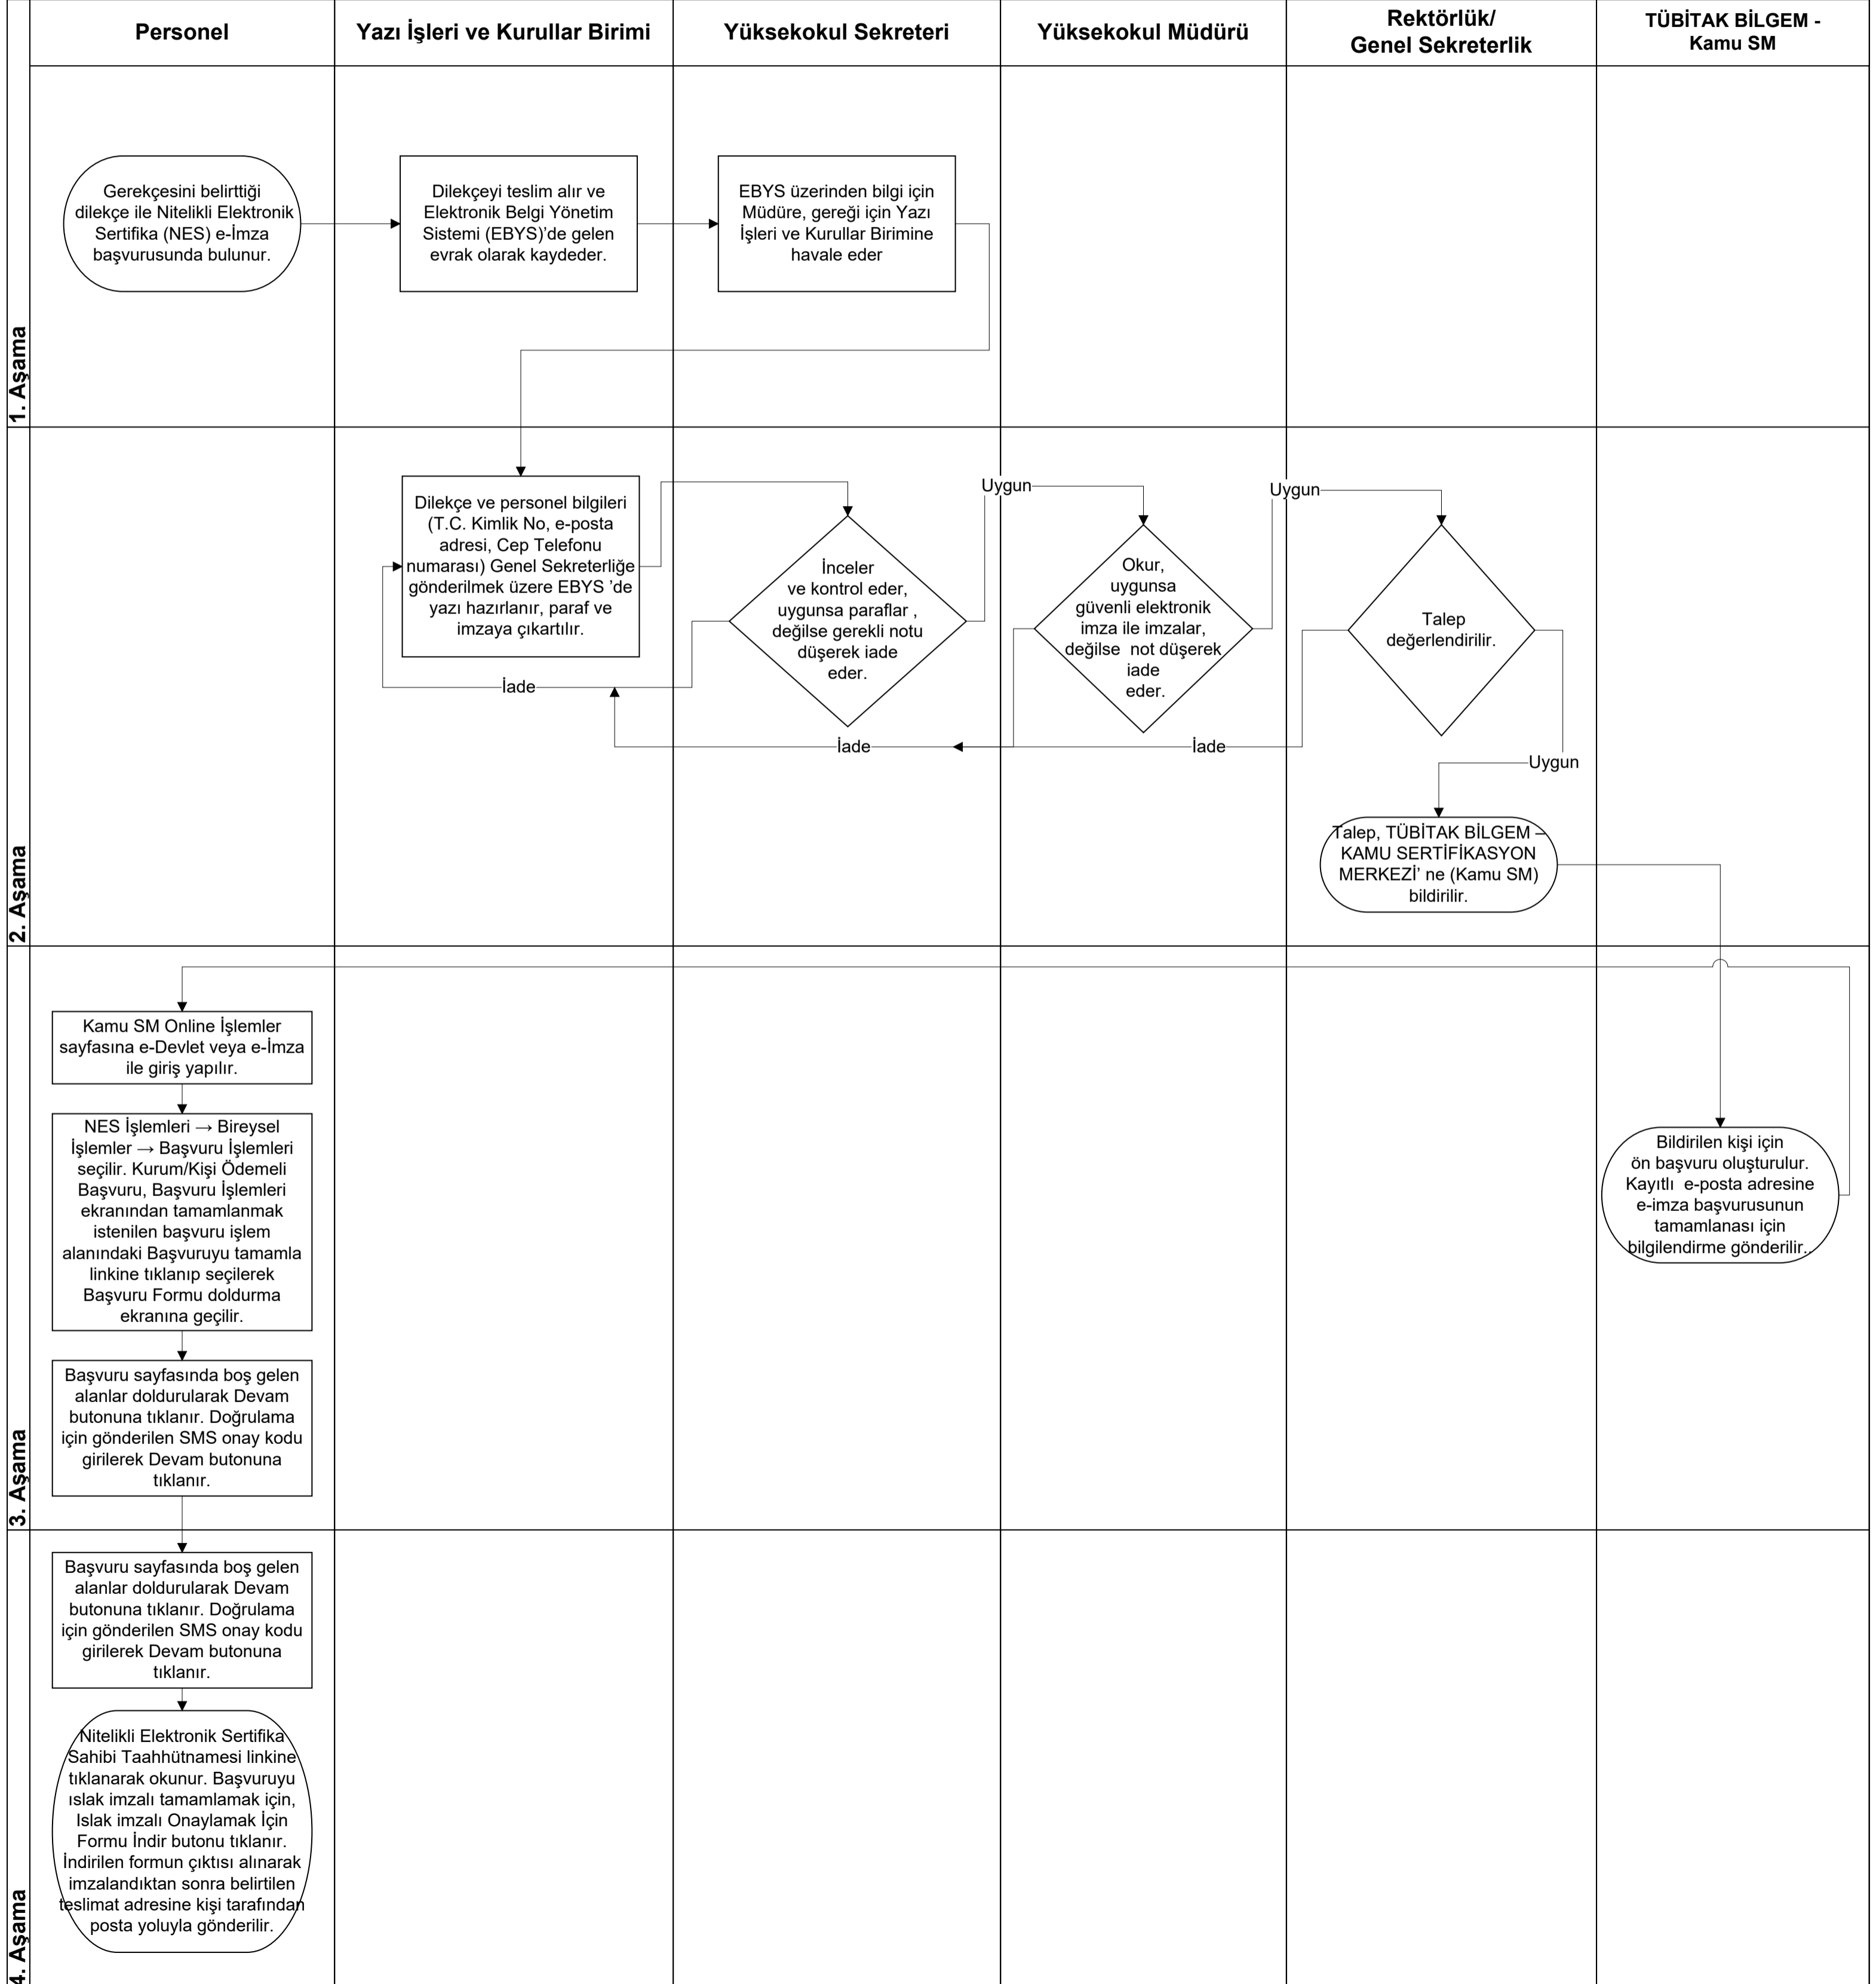 Personel
Yazı İşleri ve Kurullar Birimi
Yüksekokul Sekreteri
Yüksekokul Müdürü
Rektörlük/
Genel Sekreterlik
TÜBİTAK BİLGEM -
Kamu SM
1. Aşama
Gerekçesini belirttiği
dilekçe ile Nitelikli Elektronik
Sertifika (NES) e-İmza
başvurusunda bulunur.
Dilekçeyi teslim alır ve
Elektronik Belgi Yönetim
Sistemi (EBYS)’de gelen
evrak olarak kaydeder.
EBYS üzerinden bilgi için
Müdüre, gereği için Yazı
İşleri ve Kurullar Birimine
havale eder
2. Aşama
Dilekçe ve personel bilgileri
(T.C. Kimlik No, e-posta
adresi, Cep Telefonu
numarası) Genel Sekreterliğe
gönderilmek üzere EBYS ’de
yazı hazırlanır, paraf ve
imzaya çıkartılır.
İade
İnceler
ve kontrol eder,
uygunsa paraflar ,
değilse gerekli notu
düşerek iade
eder.
Uygun
İade
Okur,
uygunsa
güvenli elektronik
imza ile imzalar,
değilse not düşerek
iade
eder.
Uygun
İade
Talep
değerlendirilir.
Uygun
Talep, TÜBİTAK BİLGEM –
KAMU SERTİFİKASYON
MERKEZİ’ ne (Kamu SM)
bildirilir.
3. Aşama
Kamu SM Online İşlemler
sayfasına e-Devlet veya e-İmza
ile giriş yapılır.
NES İşlemleri → Bireysel
İşlemler → Başvuru İşlemleri
seçilir. Kurum/Kişi Ödemeli
Başvuru, Başvuru İşlemleri
ekranından tamamlanmak
istenilen başvuru işlem
alanındaki Başvuruyu tamamla
linkine tıklanıp seçilerek
Başvuru Formu doldurma
ekranına geçilir.
Başvuru sayfasında boş gelen
alanlar doldurularak Devam
butonuna tıklanır. Doğrulama
için gönderilen SMS onay kodu
girilerek Devam butonuna
tıklanır.
Bildirilen kişi için
ön başvuru oluşturulur.
Kayıtlı e-posta adresine
e-imza başvurusunun
tamamlanası için
bilgilendirme gönderilir..
4. Aşama
Başvuru sayfasında boş gelen
alanlar doldurularak Devam
butonuna tıklanır. Doğrulama
için gönderilen SMS onay kodu
girilerek Devam butonuna
tıklanır.
Nitelikli Elektronik Sertifika
Sahibi Taahhütnamesi linkine
tıklanarak okunur. Başvuruyu
ıslak imzalı tamamlamak için,
Islak imzalı Onaylamak İçin
Formu İndir butonu tıklanır.
İndirilen formun çıktısı alınarak
imzalandıktan sonra belirtilen
teslimat adresine kişi tarafından
posta yoluyla gönderilir.